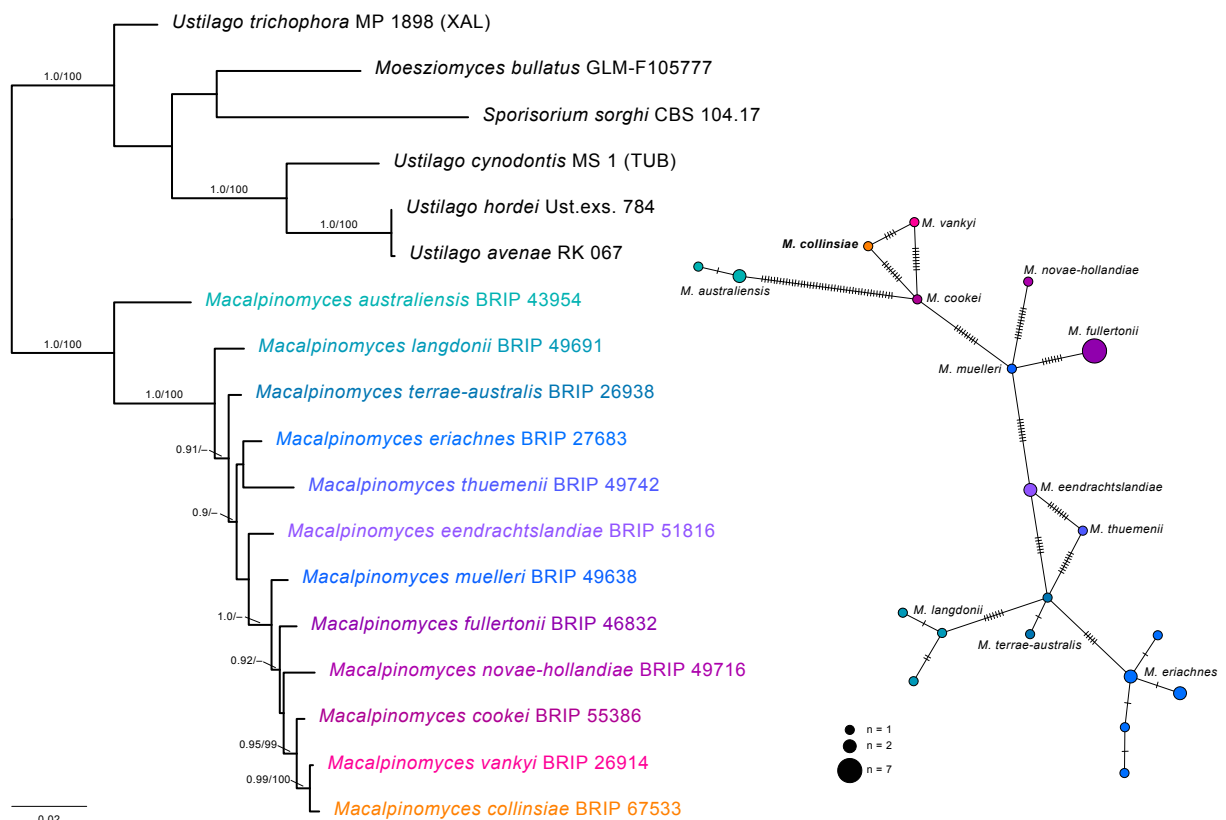 Ustilago trichophora MP 1898 (XAL)
1.0/100
Moesziomyces bullatus GLM-F105777
Sporisorium sorghi CBS 104.17
Ustilago cynodontis MS 1 (TUB)
1.0/100
Ustilago hordei Ust.exs. 784
1.0/100
Ustilago avenae RK 067
Macalpinomyces australiensis BRIP 43954
1.0/100
Macalpinomyces langdonii BRIP 49691
1.0/100
Macalpinomyces terrae-australis BRIP 26938
Macalpinomyces eriachnes BRIP 27683
0.91/–
Macalpinomyces thuemenii BRIP 49742
0.9/–
Macalpinomyces eendrachtslandiae BRIP 51816
Macalpinomyces muelleri BRIP 49638
1.0/–
Macalpinomyces fullertonii BRIP 46832
0.92/–
Macalpinomyces novae-hollandiae BRIP 49716
Macalpinomyces cookei BRIP 55386
0.95/99
Macalpinomyces vankyi BRIP 26914
0.99/100
Macalpinomyces collinsiae BRIP 67533
0.02
M. vankyi
M. collinsiae
M. novae-hollandiae
M. australiensis
M. cookei
M. fullertonii
M. muelleri
M. eendrachtslandiae
M. thuemenii
M. langdonii
M. terrae-australis
M. eriachnes
n = 1
n = 2
n = 7